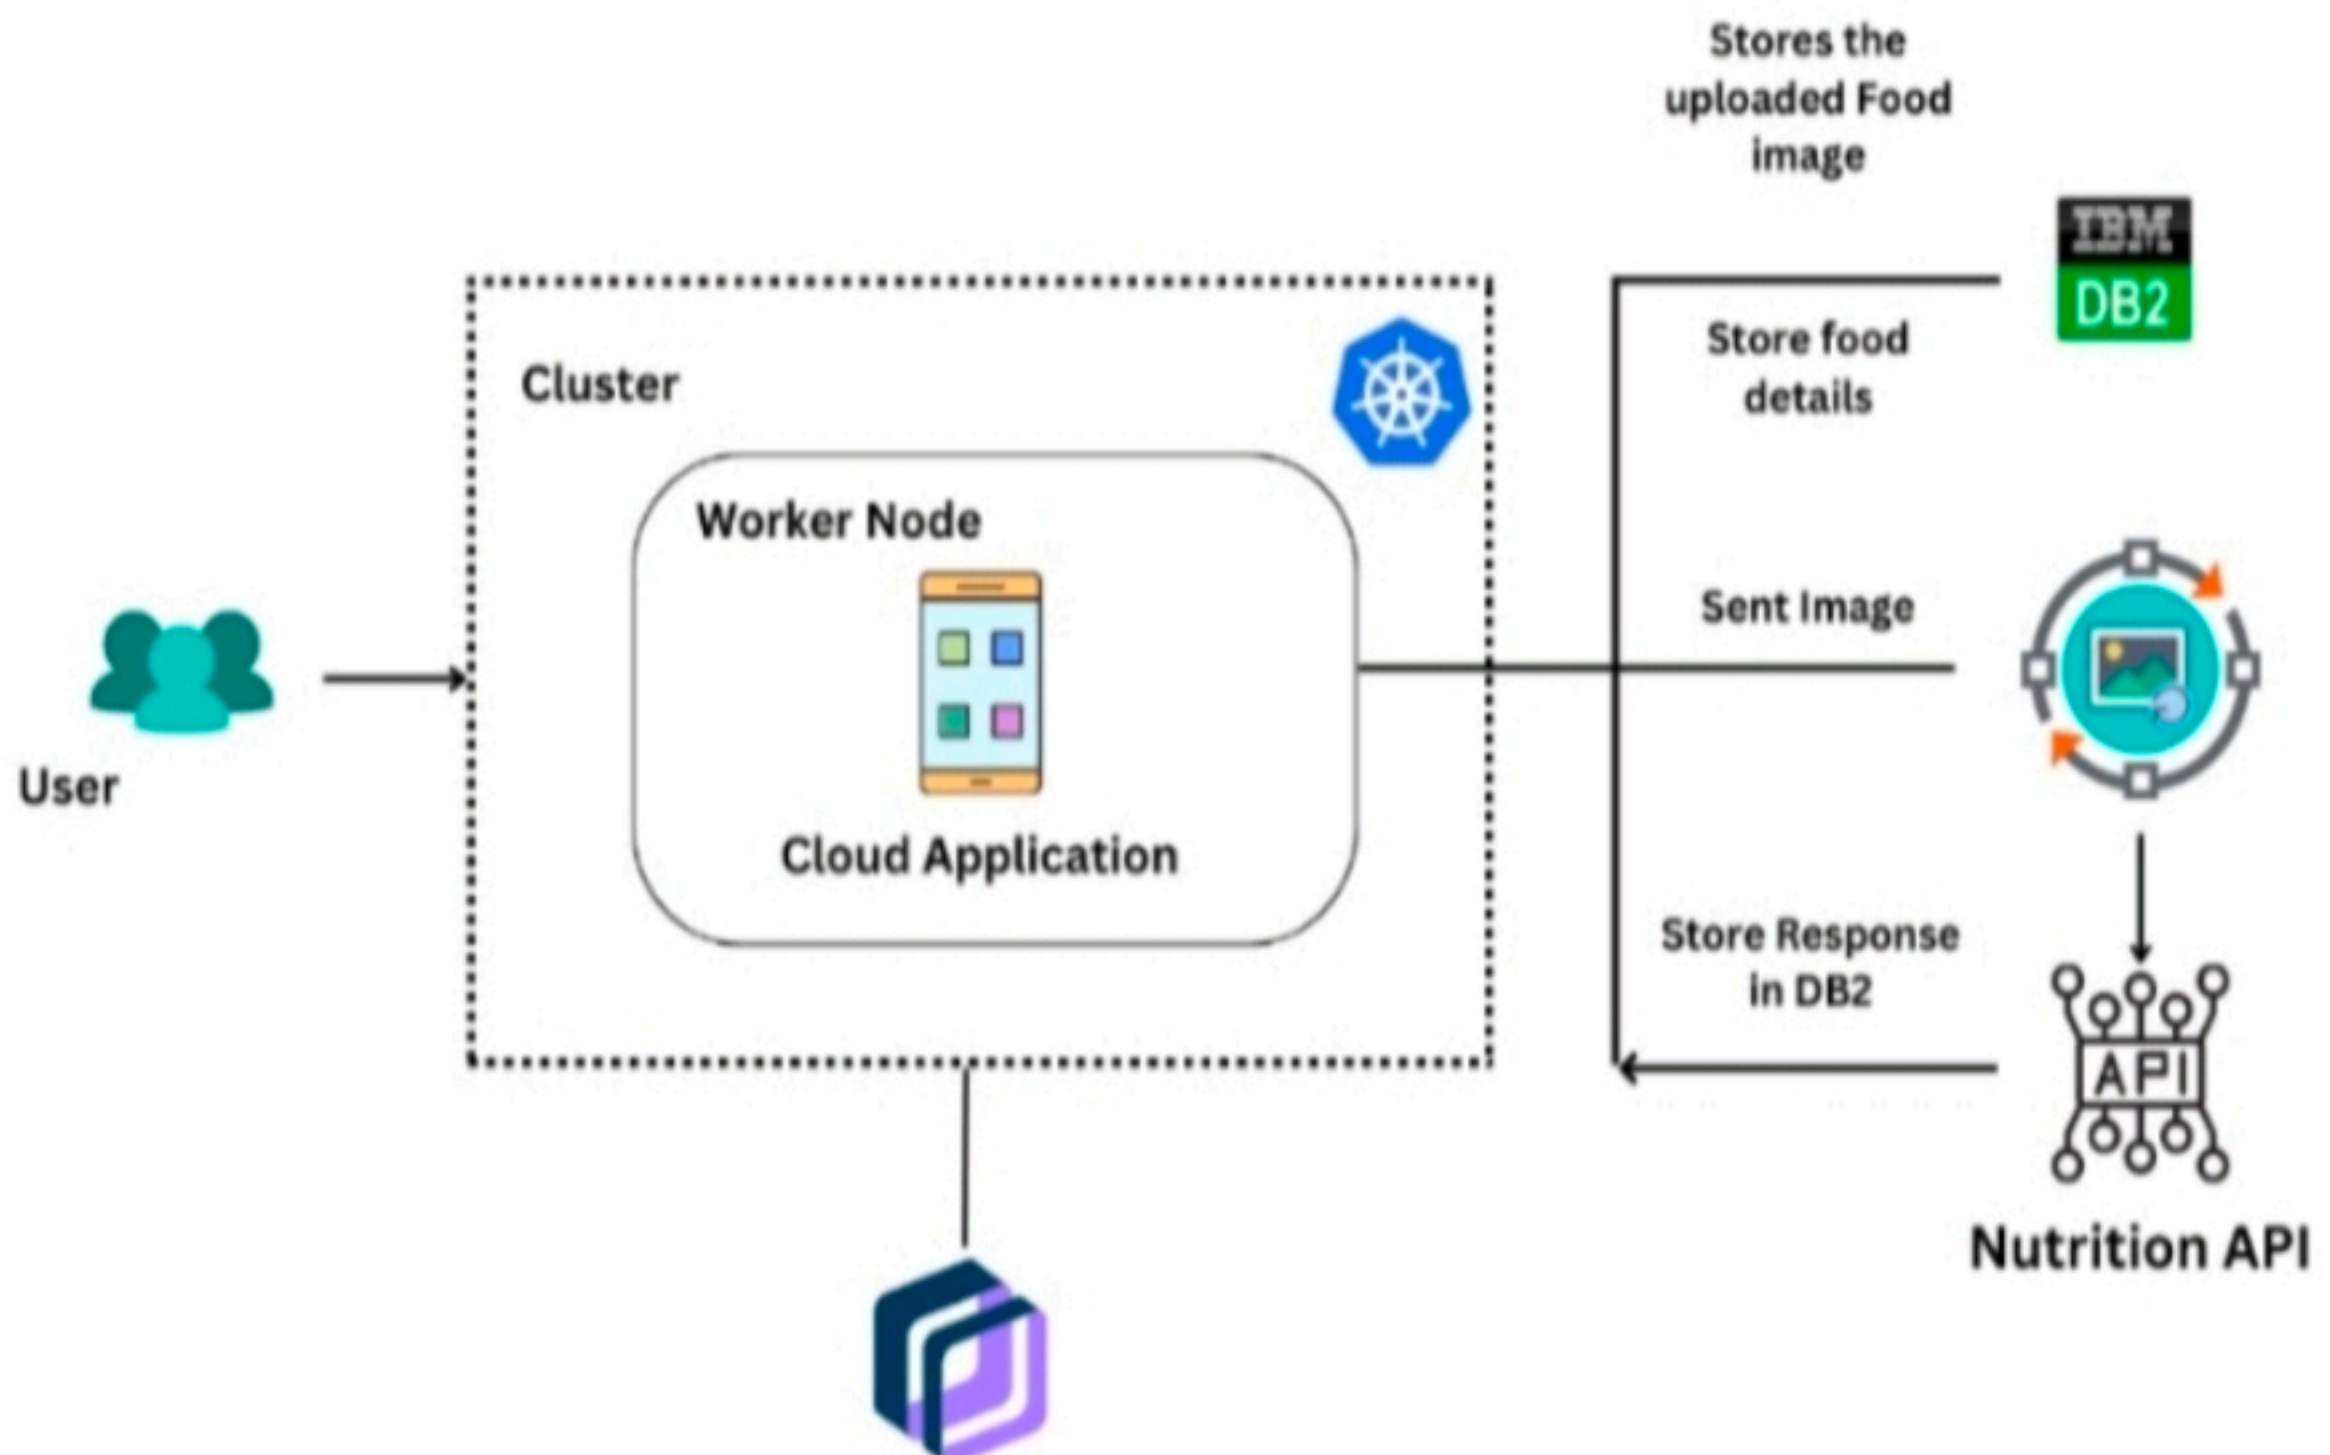 Stores the
uploaded Food
image
IBM
DB2
Store food
details
Cluster
Worker Node
Cloud Application
User
Sent Image
Store Response
in DB2
API
Nutrition API